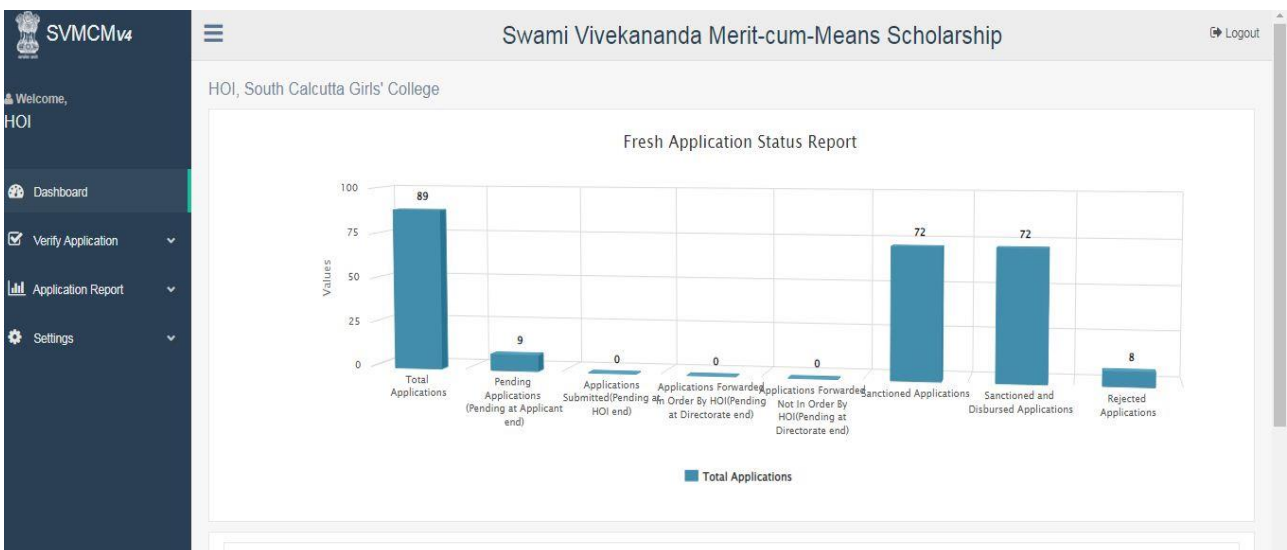 SVMCMV4
Swami Vivekananda Merit-cum-Means Scholarship
Logout
Welcome,
HOI
Dashboard
Verify Application
Application Report
Settings
HOI, South Calcutta Girls' College
Fresh Application Status Report
Values
100
75
50
25
0
89
9
0
0
0
72
72
8
Total
Applications
Pending
Applications
(Pending at Applicant
end)
Applications
Submitted(Pending at
HOI end)
Applications Forwarded
In Order By HOI(Pending
at Directorate end)
Applications Forwarded
Not In Order By
HOI(Pending at
Directorate end)
Sanctioned Applications
Sanctioned and
Disbursed Applications
Rejected
Applications
Total Applications